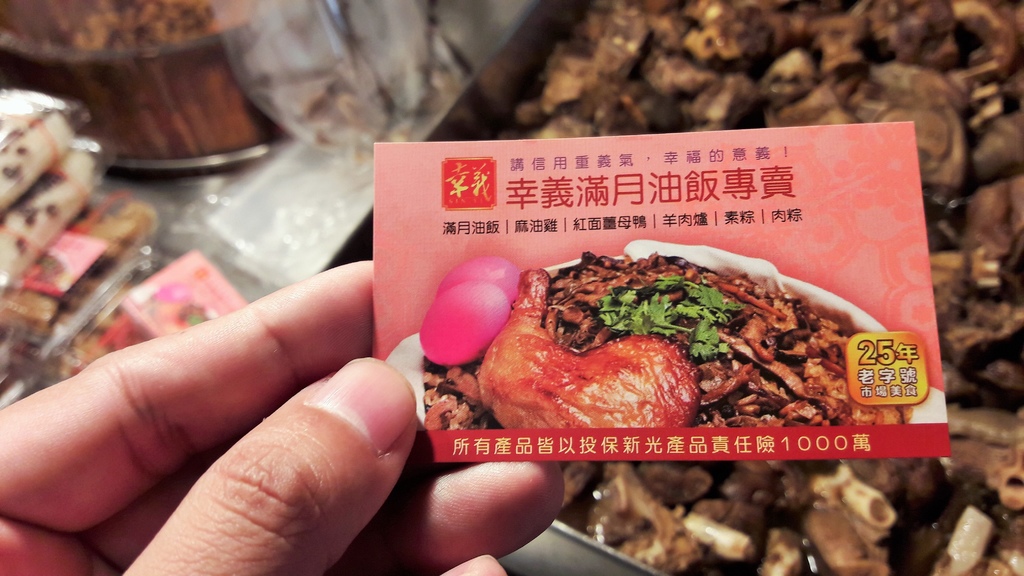 幸義
講信用重義氣，幸福的意義！
幸義滿月油飯專賣
滿月油飯｜麻油雞｜紅面薑母鴨｜羊肉爐｜素粽｜肉粽
25年
老字號
市場美食
所有產品皆以投保新光產品責任險1000萬